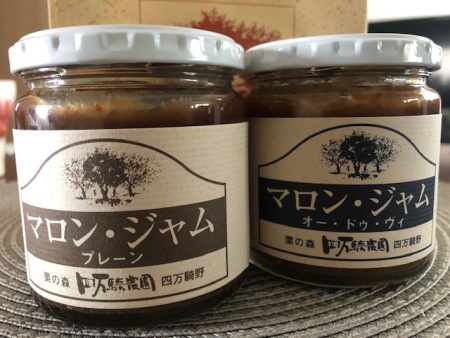 マロン・ジャム
プレーン
栗の森 四万騎農園 四万騎野
マロン・ジャム
オー・ドゥ・ヴィ
栗の森 四万騎農園 四万騎野